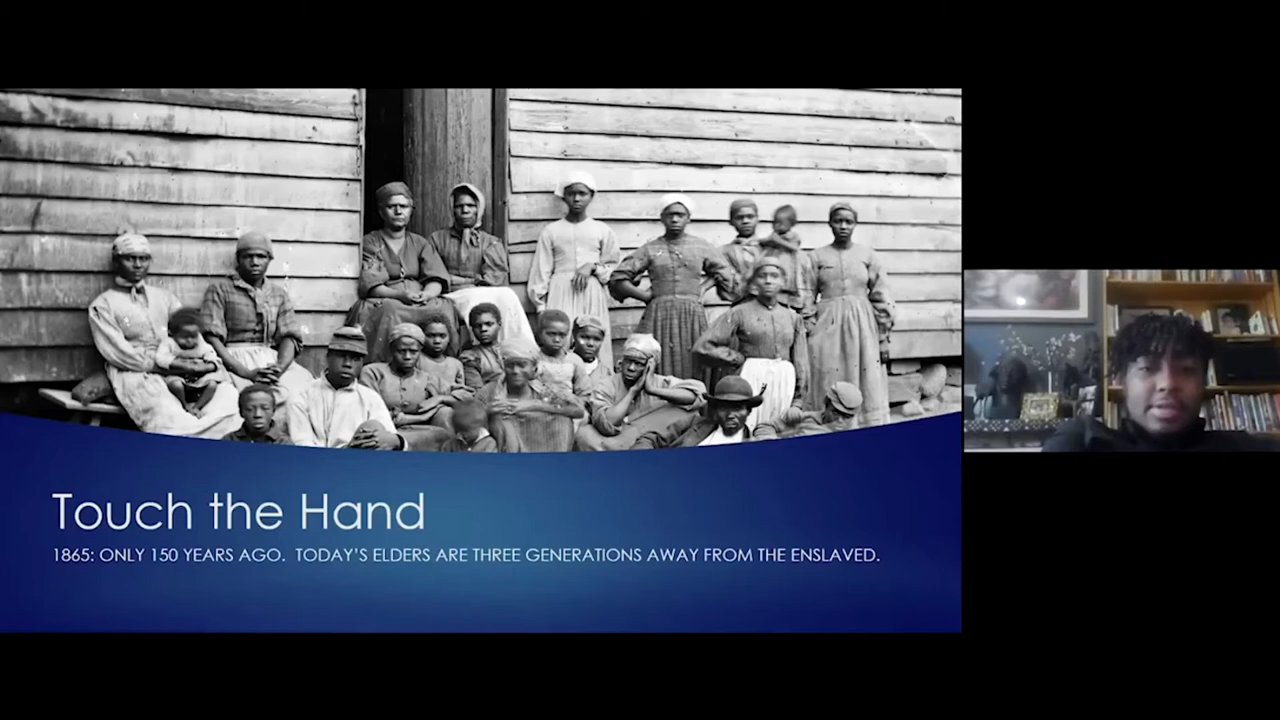 Touch the Hand
1865: ONLY 150 YEARS AGO. TODAY'S ELDERS ARE THREE GENERATIONS AWAY FROM THE ENSLAVED.